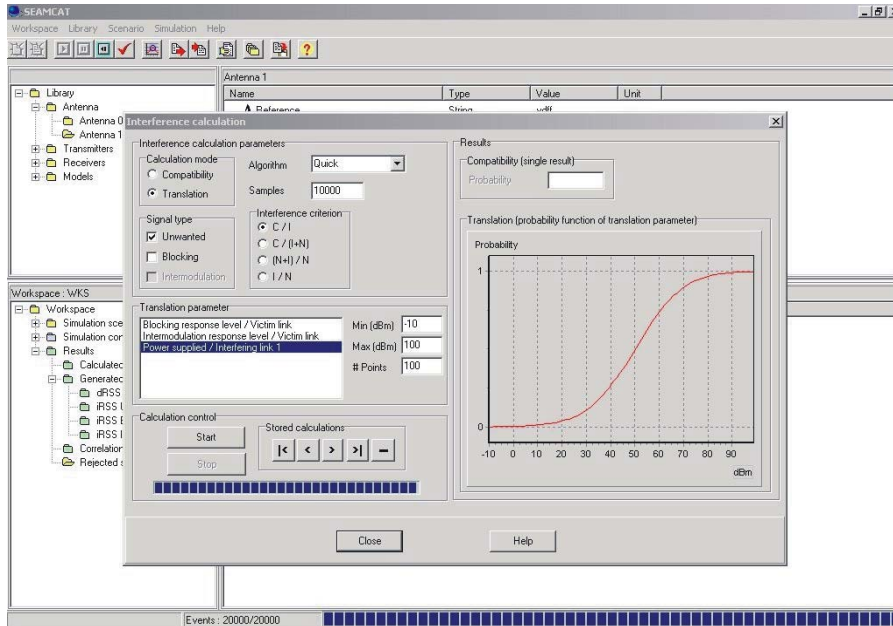 SEAMCAT
Workspace Library Scenario Simulation Help
Antenna 1
Name Type Value Unit
Reference String vdff
Library
Antenna
Antenna 0
Antenna 1
Transmitters
Receivers
Models
Workspace : WKS
Workspace
Simulation sce
Simulation cor
Results
Calculated
Generated
dRSS
iRSS U
iRSS B
iRSS I
Correlation
Rejected s
Interference calculation
Interference calculation parameters
Calculation mode
Compatibility
Translation
Algorithm Quick
Samples 10000
Signal type
Unwanted
Blocking
Intermodulation
Interference criterion
C / I
C / (I+N)
(N+I) / N
I / N
Translation parameter
Blocking response level / Victim link
Intermodulation response level / Victim link
Power supplied / Interfering link 1
Min (dBm) -10
Max (dBm) 100
# Points 100
Calculation control
Start
Stop
Stored calculations
|< < > >| –
Results
Compatibility (single result)
Probability
Translation (probability function of translation parameter)
Probability
1
0
-10 0 10 20 30 40 50 60 70 80 90
dBm
Close Help
Events : 20000/20000